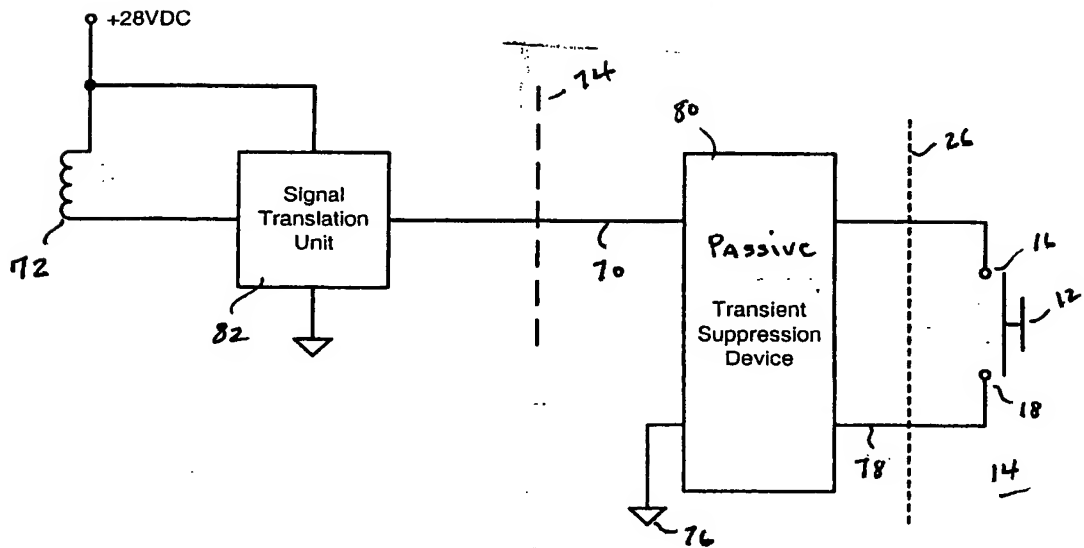 +28VDC
74
80
26
Signal
Translation
Unit
16
72
70
Passive
12
82
Transient
Suppression
Device
18
78
14
76